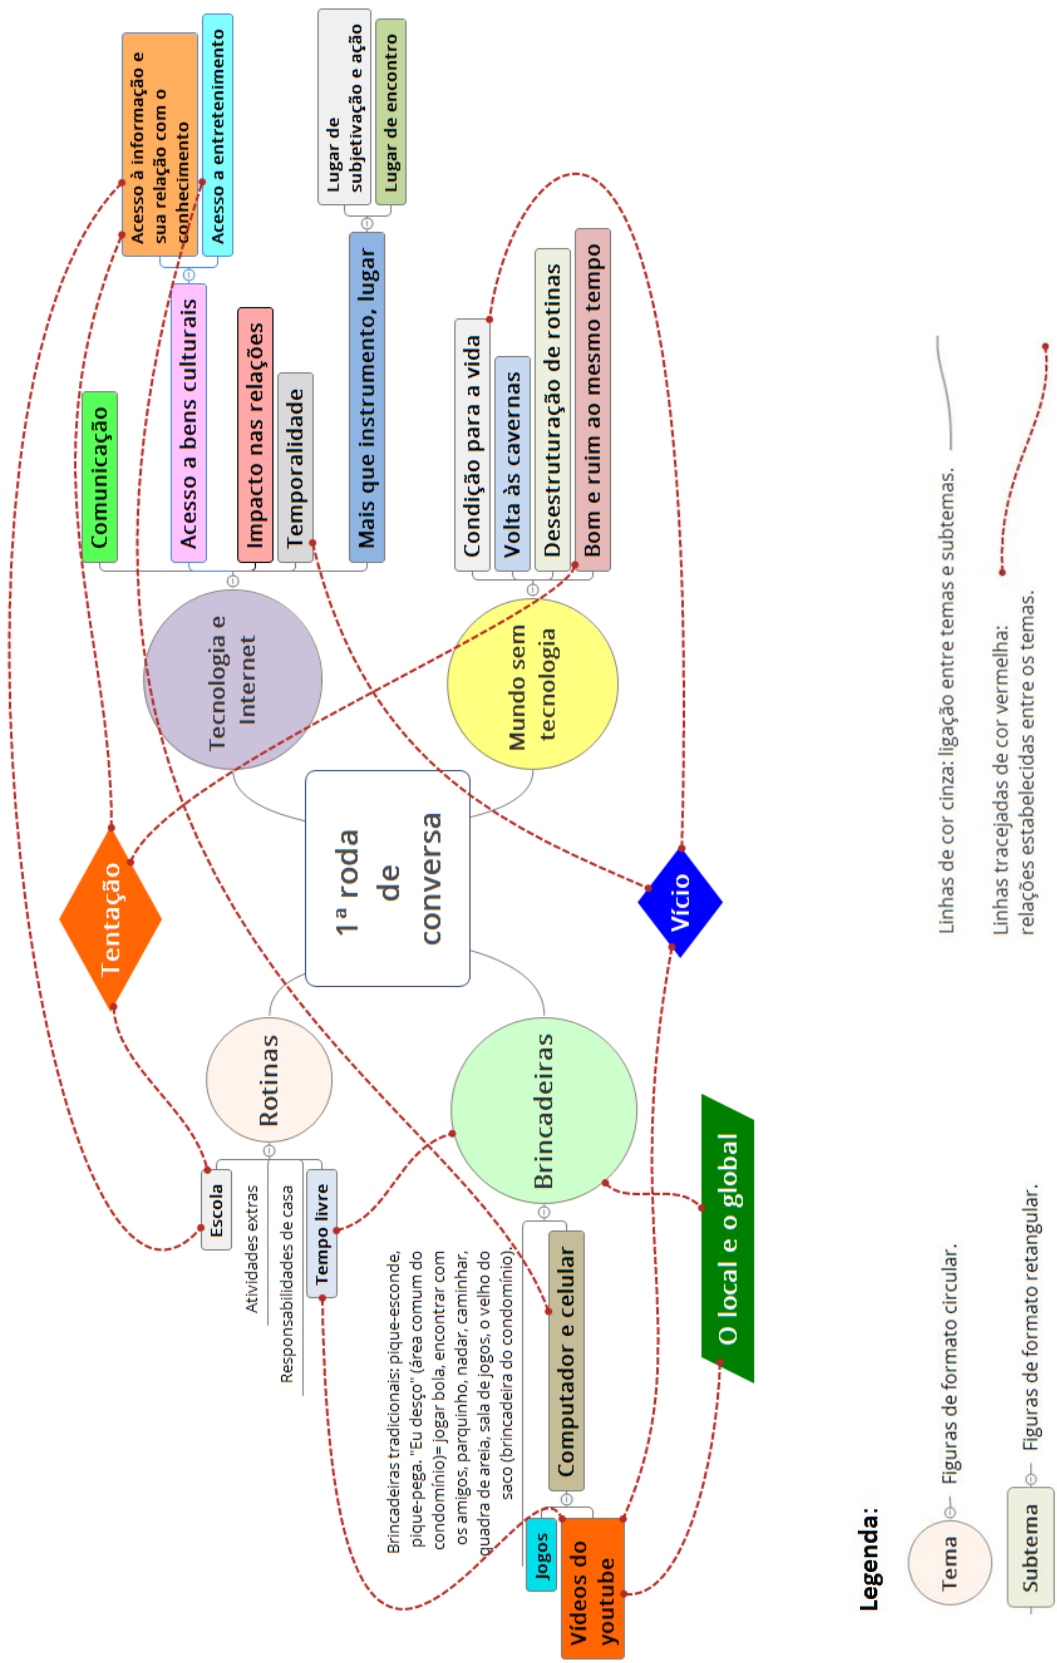 1ª roda
de
conversa
Tecnologia e
Internet
Comunicação
Acesso a bens culturais
Acesso à informação e
sua relação com o
conhecimento
Acesso a entretenimento
Impacto nas relações
Temporalidade
Mais que instrumento, lugar
Lugar de
subjetivação e ação
Lugar de encontro
Mundo sem
tecnologia
Condição para a vida
Volta às cavernas
Desestruturação de rotinas
Bom e ruim ao mesmo tempo
Tentação
Vício
Rotinas
Escola
Atividades extras
Responsabilidades de casa
Tempo livre
Brincadeiras
Brincadeiras tradicionais: pique-esconde,
pique-pega. "Eu desço" (área comum do
condomínio)= jogar bola, encontrar com
os amigos, parquinho, nadar, caminhar,
quadra de areia, sala de jogos, o velho do
saco (brincadeira do condomínio).
Computador e celular
Jogos
Vídeos do
youtube
O local e o global
Legenda:
Tema
Figuras de formato circular.
Subtema
Figuras de formato retangular.
Linhas de cor cinza: ligação entre temas e subtemas.
Linhas tracejadas de cor vermelha:
relações estabelecidas entre os temas.